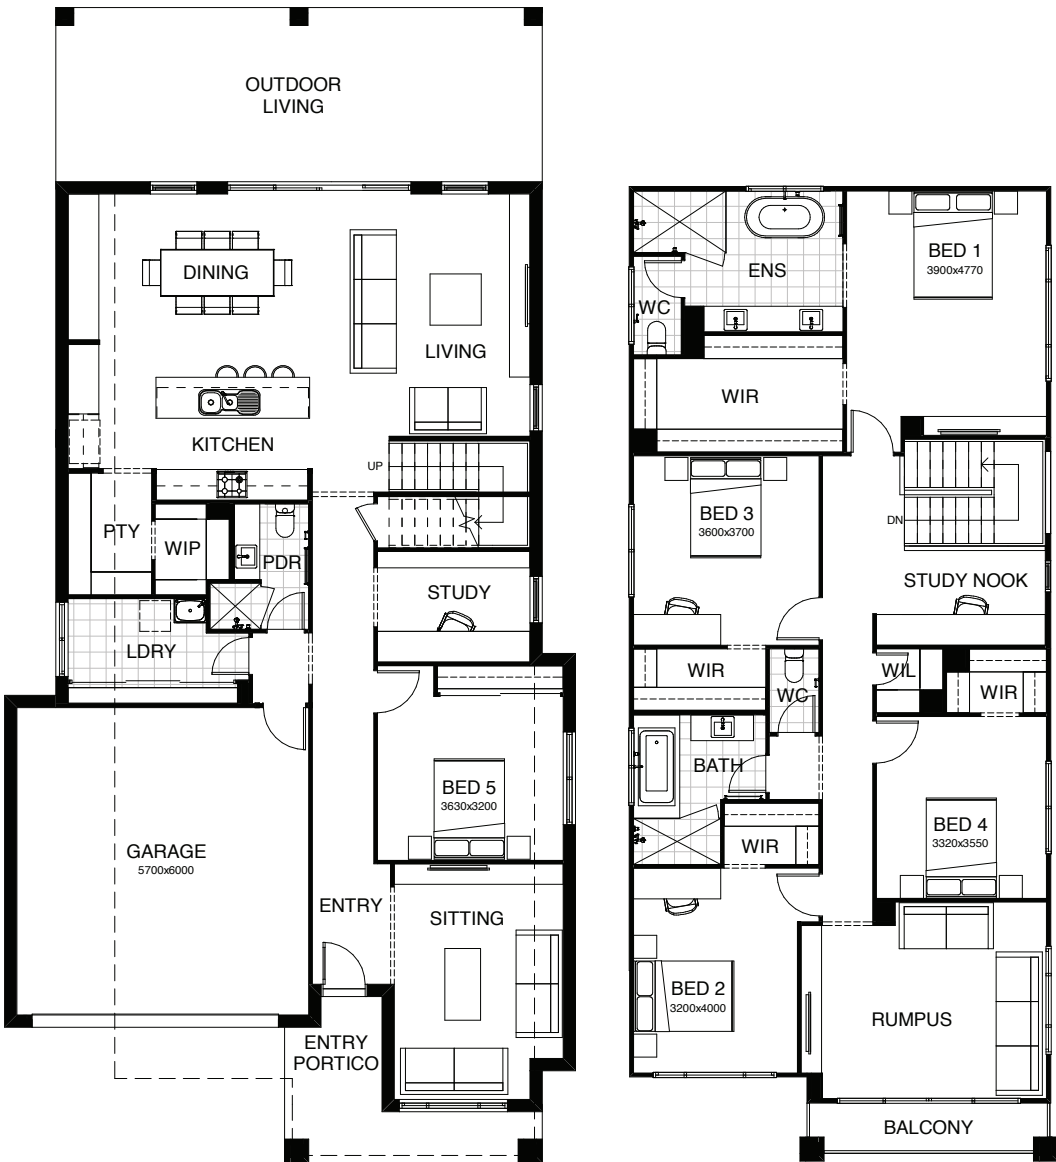 OUTDOOR
LIVING
DINING
LIVING
KITCHEN
UP
PTY
WIP
PDR
STUDY
LDRY
BED 5
3630x3200
GARAGE
5700x6000
ENTRY
SITTING
ENTRY
PORTICO
BED 1
3900x4770
ENS
WC
WIR
BED 3
3600x3700
DN
STUDY NOOK
WIR
WC
WIL
WIR
BATH
BED 4
3320x3550
WIR
BED 2
3200x4000
RUMPUS
BALCONY